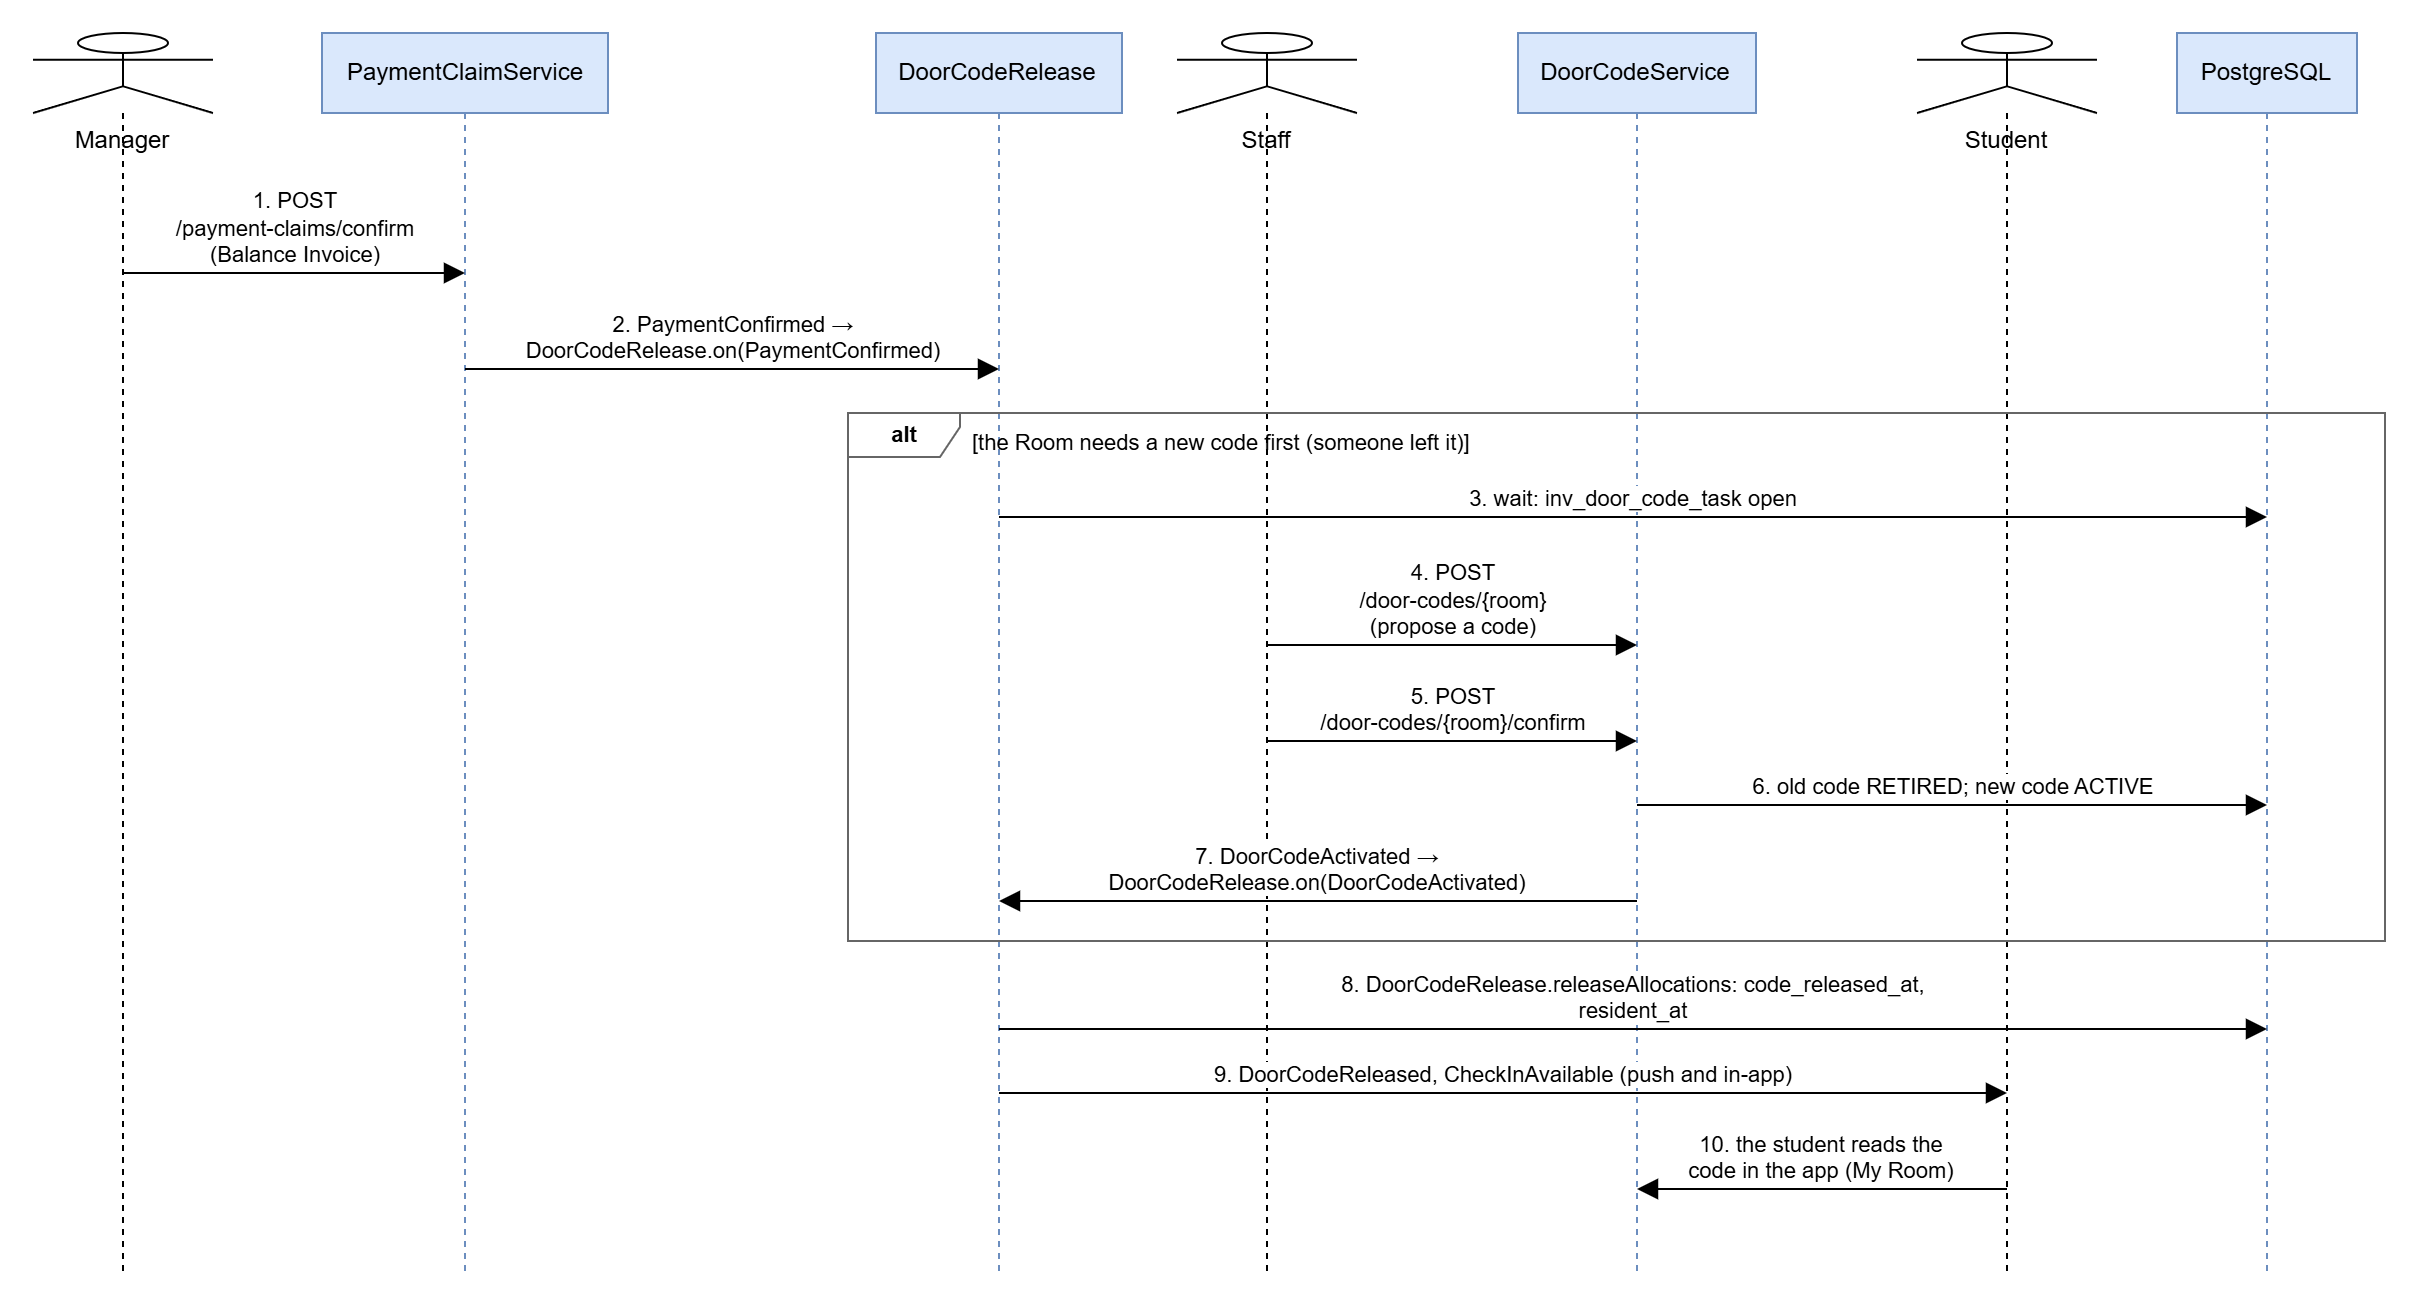 PaymentClaimService
DoorCodeRelease
DoorCodeService
PostgreSQL
Manager
Staff
Student
1. POST
/payment-claims/confirm
(Balance Invoice)
2. PaymentConfirmed →
DoorCodeRelease.on(PaymentConfirmed)
alt
[the Room needs a new code first (someone left it)]
3. wait: inv_door_code_task open
4. POST
/door-codes/{room}
(propose a code)
5. POST
/door-codes/{room}/confirm
6. old code RETIRED; new code ACTIVE
7. DoorCodeActivated →
DoorCodeRelease.on(DoorCodeActivated)
8. DoorCodeRelease.releaseAllocations: code_released_at,
resident_at
9. DoorCodeReleased, CheckInAvailable (push and in-app)
10. the student reads the
code in the app (My Room)